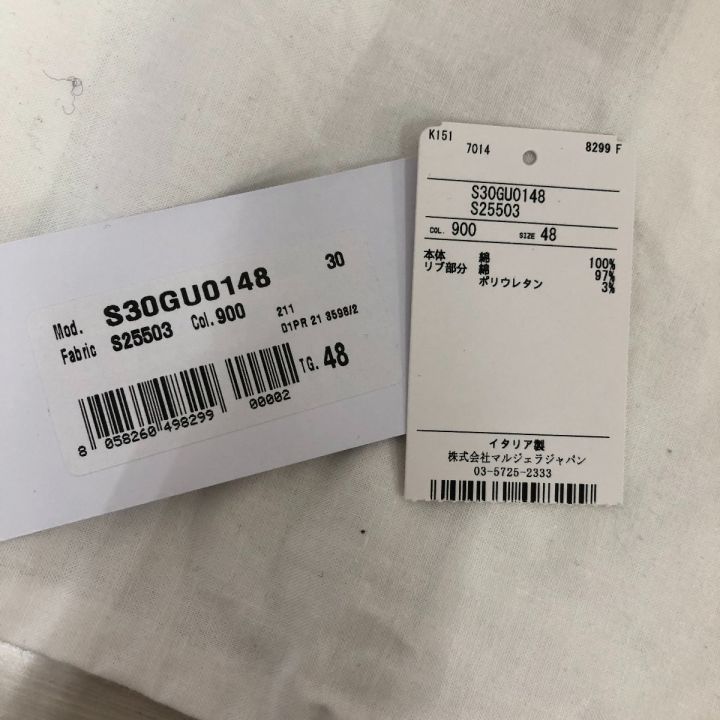 Mod. S30GU0148 30
Fabric S25503 Col. 900 211
D1PR 21 8598/2
TG. 48
00002
8 058260 498299
K151 7014 8299 F
S30GU0148
S25503
COL. 900 SIZE 48
本体 綿 100%
リブ部分 綿 97%
ポリウレタン 3%
イタリア製
株式会社マルジェラジャパン
03-5725-2333